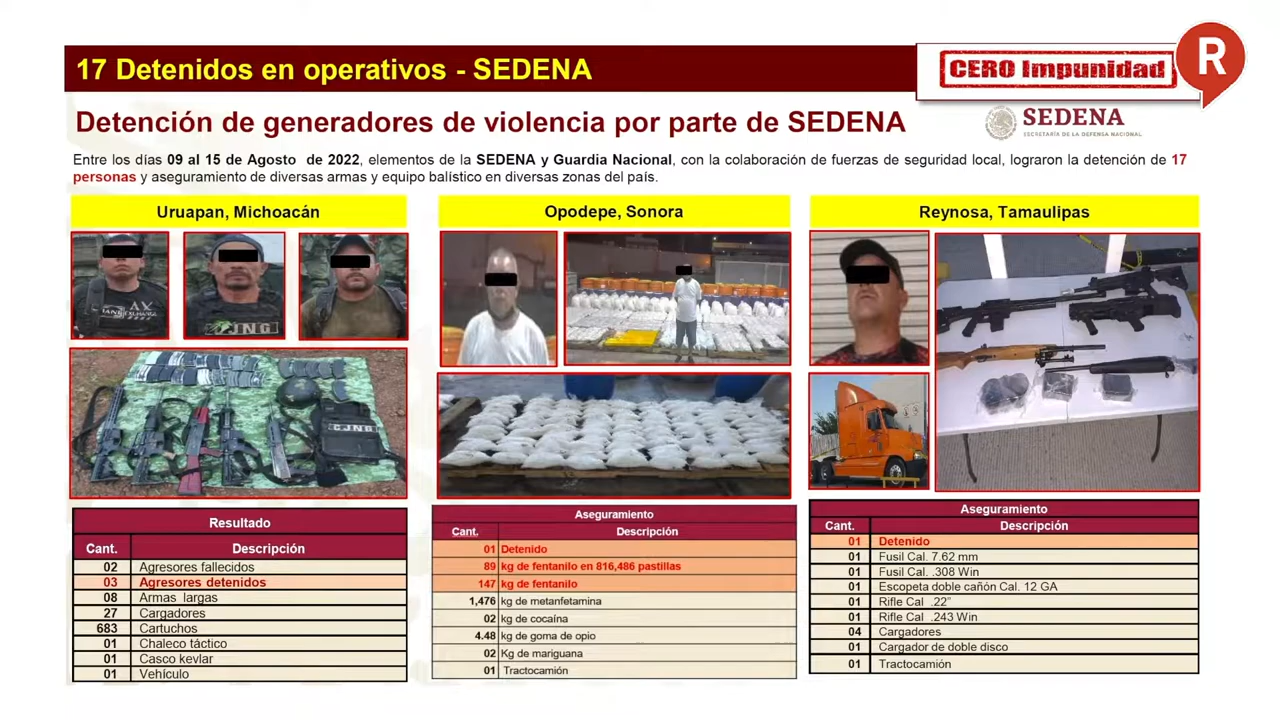 17 Detenidos en operativos - SEDENA
CERO Impunidad
R
Detención de generadores de violencia por parte de SEDENA
SEDENA
SECRETARÍA DE LA DEFENSA NACIONAL
Entre los días 09 al 15 de Agosto de 2022, elementos de la SEDENA y Guardia Nacional, con la colaboración de fuerzas de seguridad local, lograron la detención de 17
personas y aseguramiento de diversas armas y equipo balístico en diversas zonas del país.
Uruapan, Michoacán
CJNG
CJNG
Resultado
Cant. Descripción
02 Agresores fallecidos
03 Agresores detenidos
08 Armas largas
27 Cargadores
683 Cartuchos
01 Chaleco táctico
01 Casco kevlar
01 Vehículo
Opodepe, Sonora
Aseguramiento
Cant. Descripción
01 Detenido
89 kg de fentanilo en 816,486 pastillas
147 kg de fentanilo
1,476 kg de metanfetamina
02 kg de cocaína
4.48 kg de goma de opio
02 Kg de mariguana
01 Tractocamión
Reynosa, Tamaulipas
Aseguramiento
Cant. Descripción
01 Detenido
01 Fusil Cal. 7.62 mm
01 Fusil Cal. .308 Win
01 Escopeta doble cañón Cal. 12 GA
01 Rifle Cal .22”
01 Rifle Cal .243 Win
04 Cargadores
01 Cargador de doble disco
01 Tractocamión